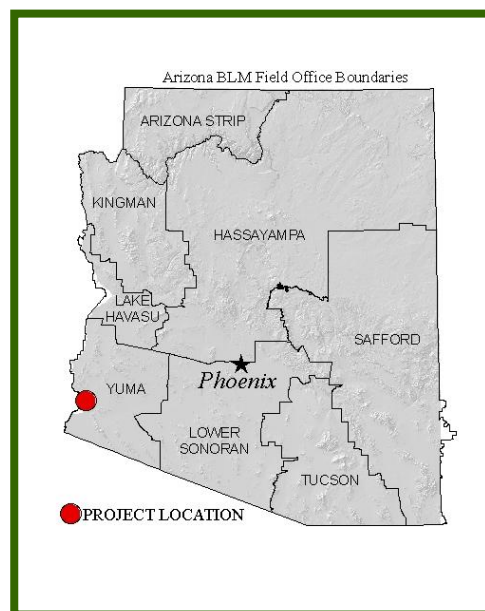 Arizona BLM Field Office Boundaries
ARIZONA STRIP
KINGMAN
HASSAYAMPA
LAKE
HAVASU
SAFFORD
YUMA
Phoenix
LOWER
SONORAN
TUCSON
PROJECT LOCATION